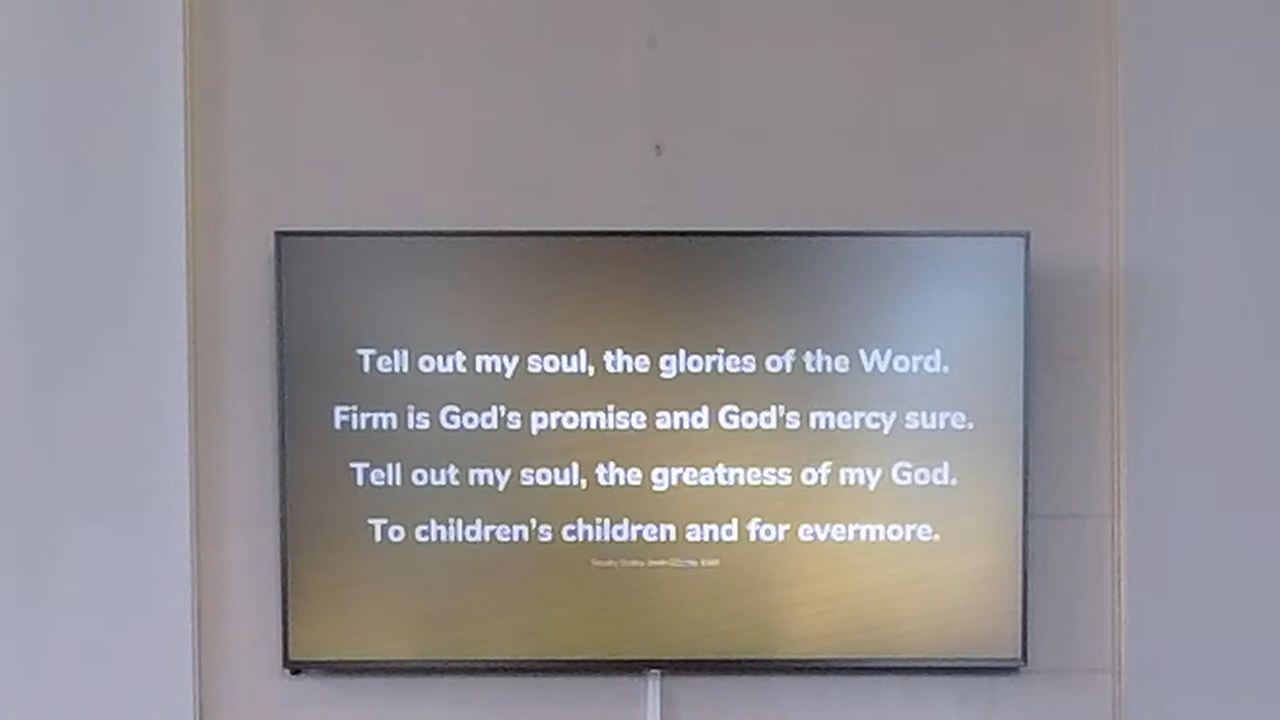 Tell out my soul, the glories of the Word.
Firm is God's promise and God's mercy sure.
Tell out my soul, the greatness of my God.
To children's children and for evermore.